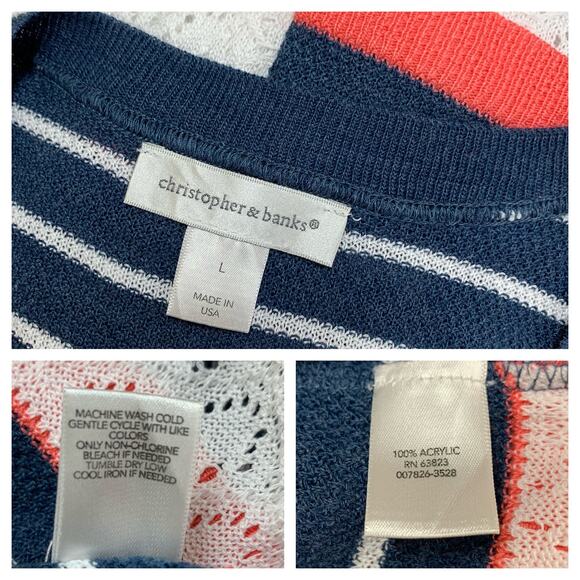 christopher & banks®
L
MADE IN
USA
MACHINE WASH COLD
GENTLE CYCLE WITH LIKE
COLORS
ONLY NON-CHLORINE
BLEACH IF NEEDED
TUMBLE DRY LOW
COOL IRON IF NEEDED
100% ACRYLIC
RN 63823
007826-3528